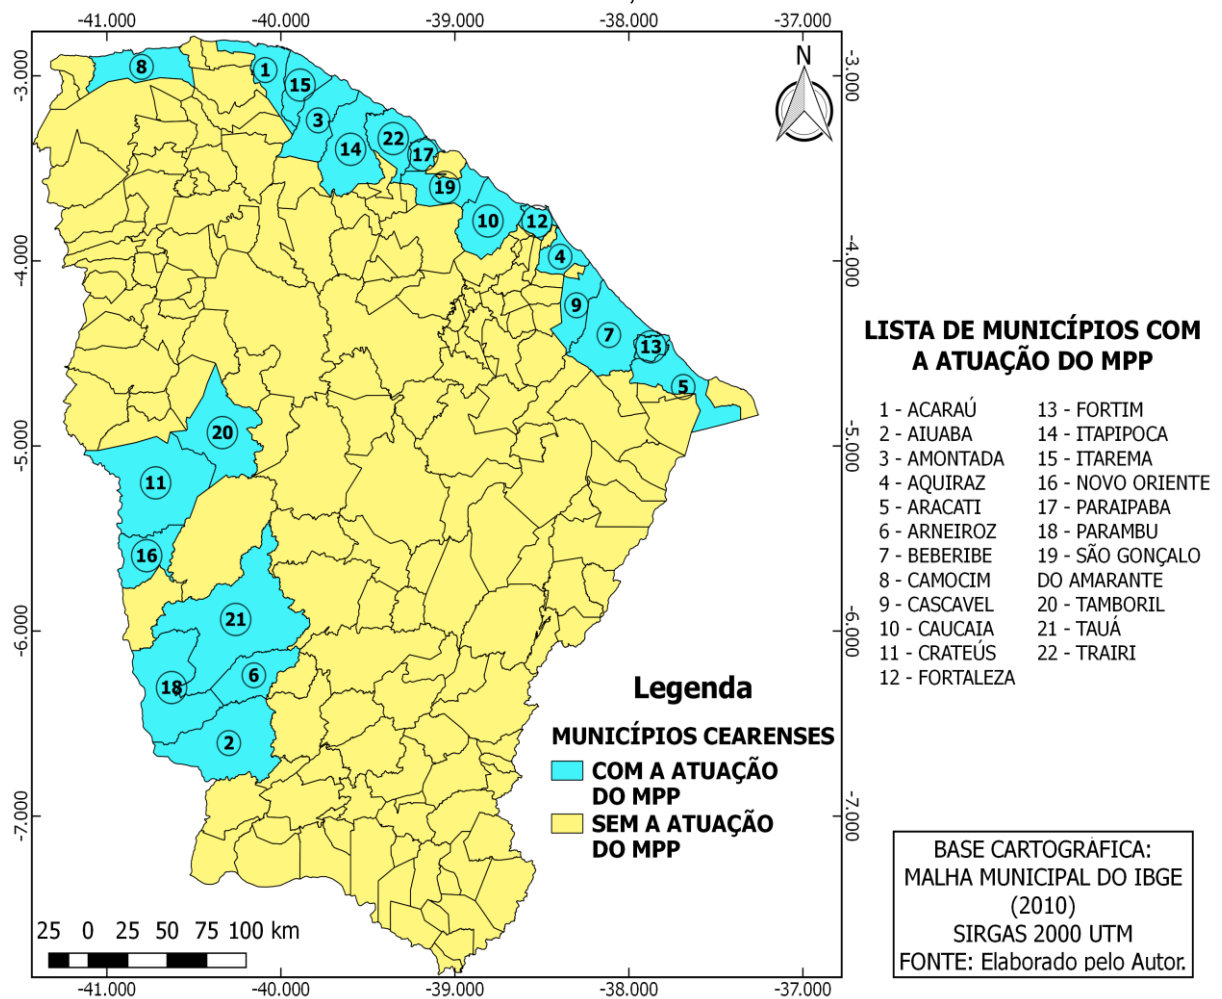 -41.000 -40.000 -39.000 -38.000 -37.000
-3.000 -3.000
N
8 1 15 3 14 22 17 19 10 12 4 9 7 13 5
20 11 16 21 6 18 2
-4.000 -4.000
-5.000 -5.000
-6.000 -6.000
-7.000 -7.000
LISTA DE MUNICÍPIOS COM
A ATUAÇÃO DO MPP
1 - ACARAÚ
2 - AIUABA
3 - AMONTADA
4 - AQUIRAZ
5 - ARACATI
6 - ARNEIROZ
7 - BEBERIBE
8 - CAMOCIM
9 - CASCAVEL
10 - CAUCAIA
11 - CRATEÚS
12 - FORTALEZA
13 - FORTIM
14 - ITAPIPOCA
15 - ITAREMA
16 - NOVO ORIENTE
17 - PARAIPABA
18 - PARAMBU
19 - SÃO GONÇALO
DO AMARANTE
20 - TAMBORIL
21 - TAUÁ
22 - TRAIRI
Legenda
MUNICÍPIOS CEARENSES
COM A ATUAÇÃO
DO MPP
SEM A ATUAÇÃO
DO MPP
25 0 25 50 75 100 km
-41.000 -40.000 -39.000 -38.000 -37.000
BASE CARTOGRÁFICA:
MALHA MUNICIPAL DO IBGE
(2010)
SIRGAS 2000 UTM
FONTE: Elaborado pelo Autor.